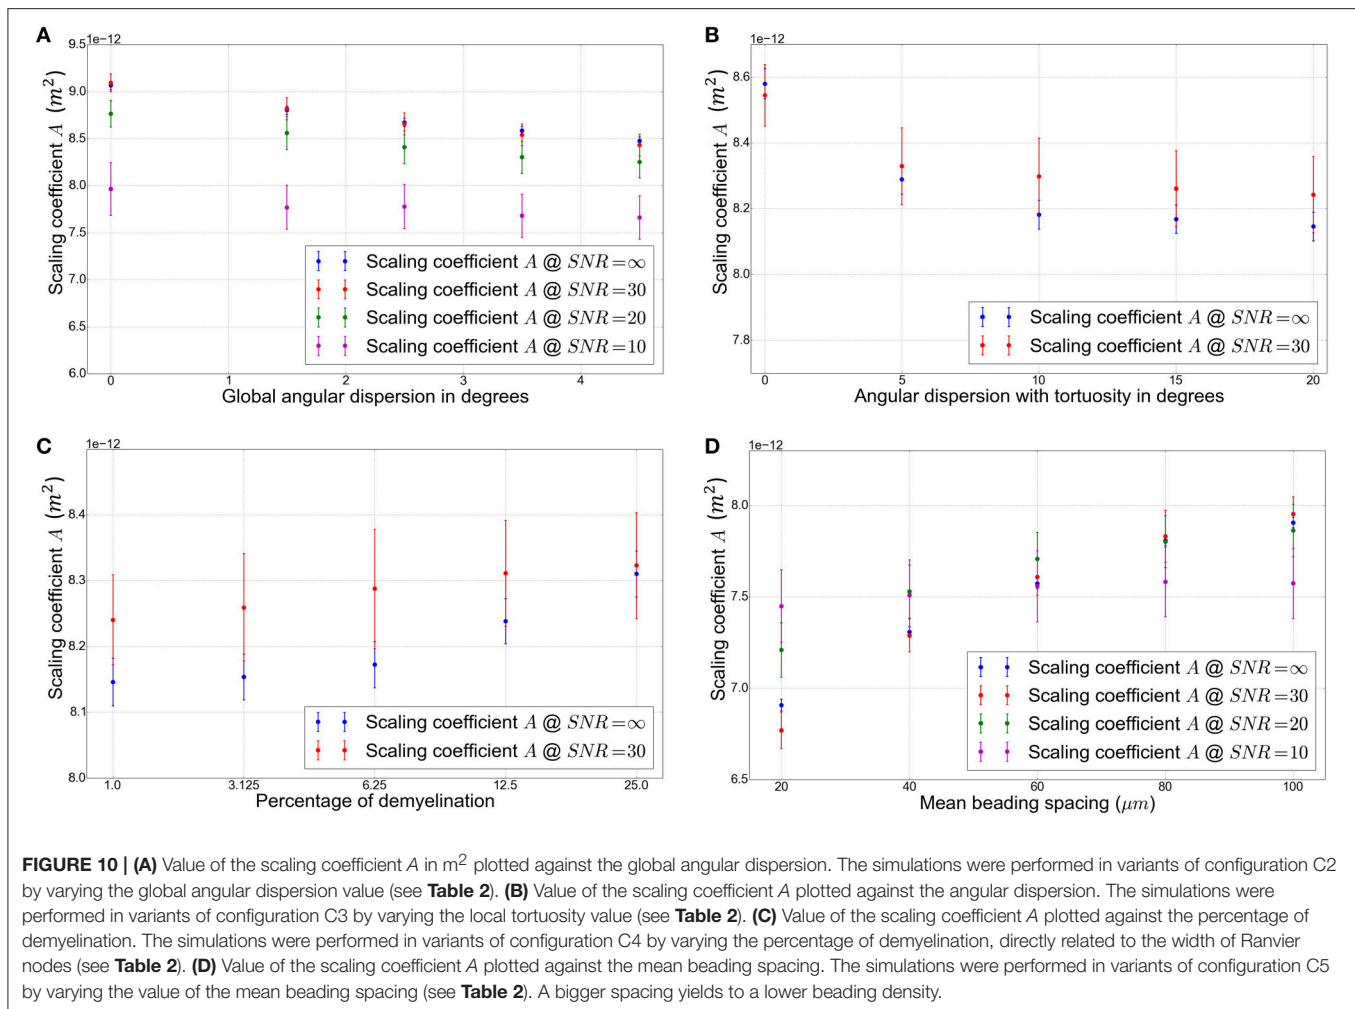 A
1e−12
9.5
9.0
8.5
8.0
7.5
7.0
6.5
6.0
Scaling coefficient A (m²)
0 1 2 3 4
Global angular dispersion in degrees
Scaling coefficient A @ SNR=∞
Scaling coefficient A @ SNR=30
Scaling coefficient A @ SNR=20
Scaling coefficient A @ SNR=10
B
1e−12
8.6
8.4
8.2
8.0
7.8
Scaling coefficient A (m²)
0 5 10 15 20
Angular dispersion with tortuosity in degrees
Scaling coefficient A @ SNR=∞
Scaling coefficient A @ SNR=30
C
1e−12
8.4
8.3
8.2
8.1
8.0
Scaling coefficient A (m²)
1.0 3.125 6.25 12.5 25.0
Percentage of demyelination
Scaling coefficient A @ SNR=∞
Scaling coefficient A @ SNR=30
D
1e−12
8.0
7.5
7.0
6.5
Scaling coefficient A (m²)
20 40 60 80 100
Mean beading spacing (μm)
Scaling coefficient A @ SNR=∞
Scaling coefficient A @ SNR=30
Scaling coefficient A @ SNR=20
Scaling coefficient A @ SNR=10
FIGURE 10 | (A) Value of the scaling coefficient A in m² plotted against the global angular dispersion. The simulations were performed in variants of configuration C2
by varying the global angular dispersion value (see Table 2). (B) Value of the scaling coefficient A plotted against the angular dispersion. The simulations were
performed in variants of configuration C3 by varying the local tortuosity value (see Table 2). (C) Value of the scaling coefficient A plotted against the percentage of
demyelination. The simulations were performed in variants of configuration C4 by varying the percentage of demyelination, directly related to the width of Ranvier
nodes (see Table 2). (D) Value of the scaling coefficient A plotted against the mean beading spacing. The simulations were performed in variants of configuration C5
by varying the value of the mean beading spacing (see Table 2). A bigger spacing yields to a lower beading density.